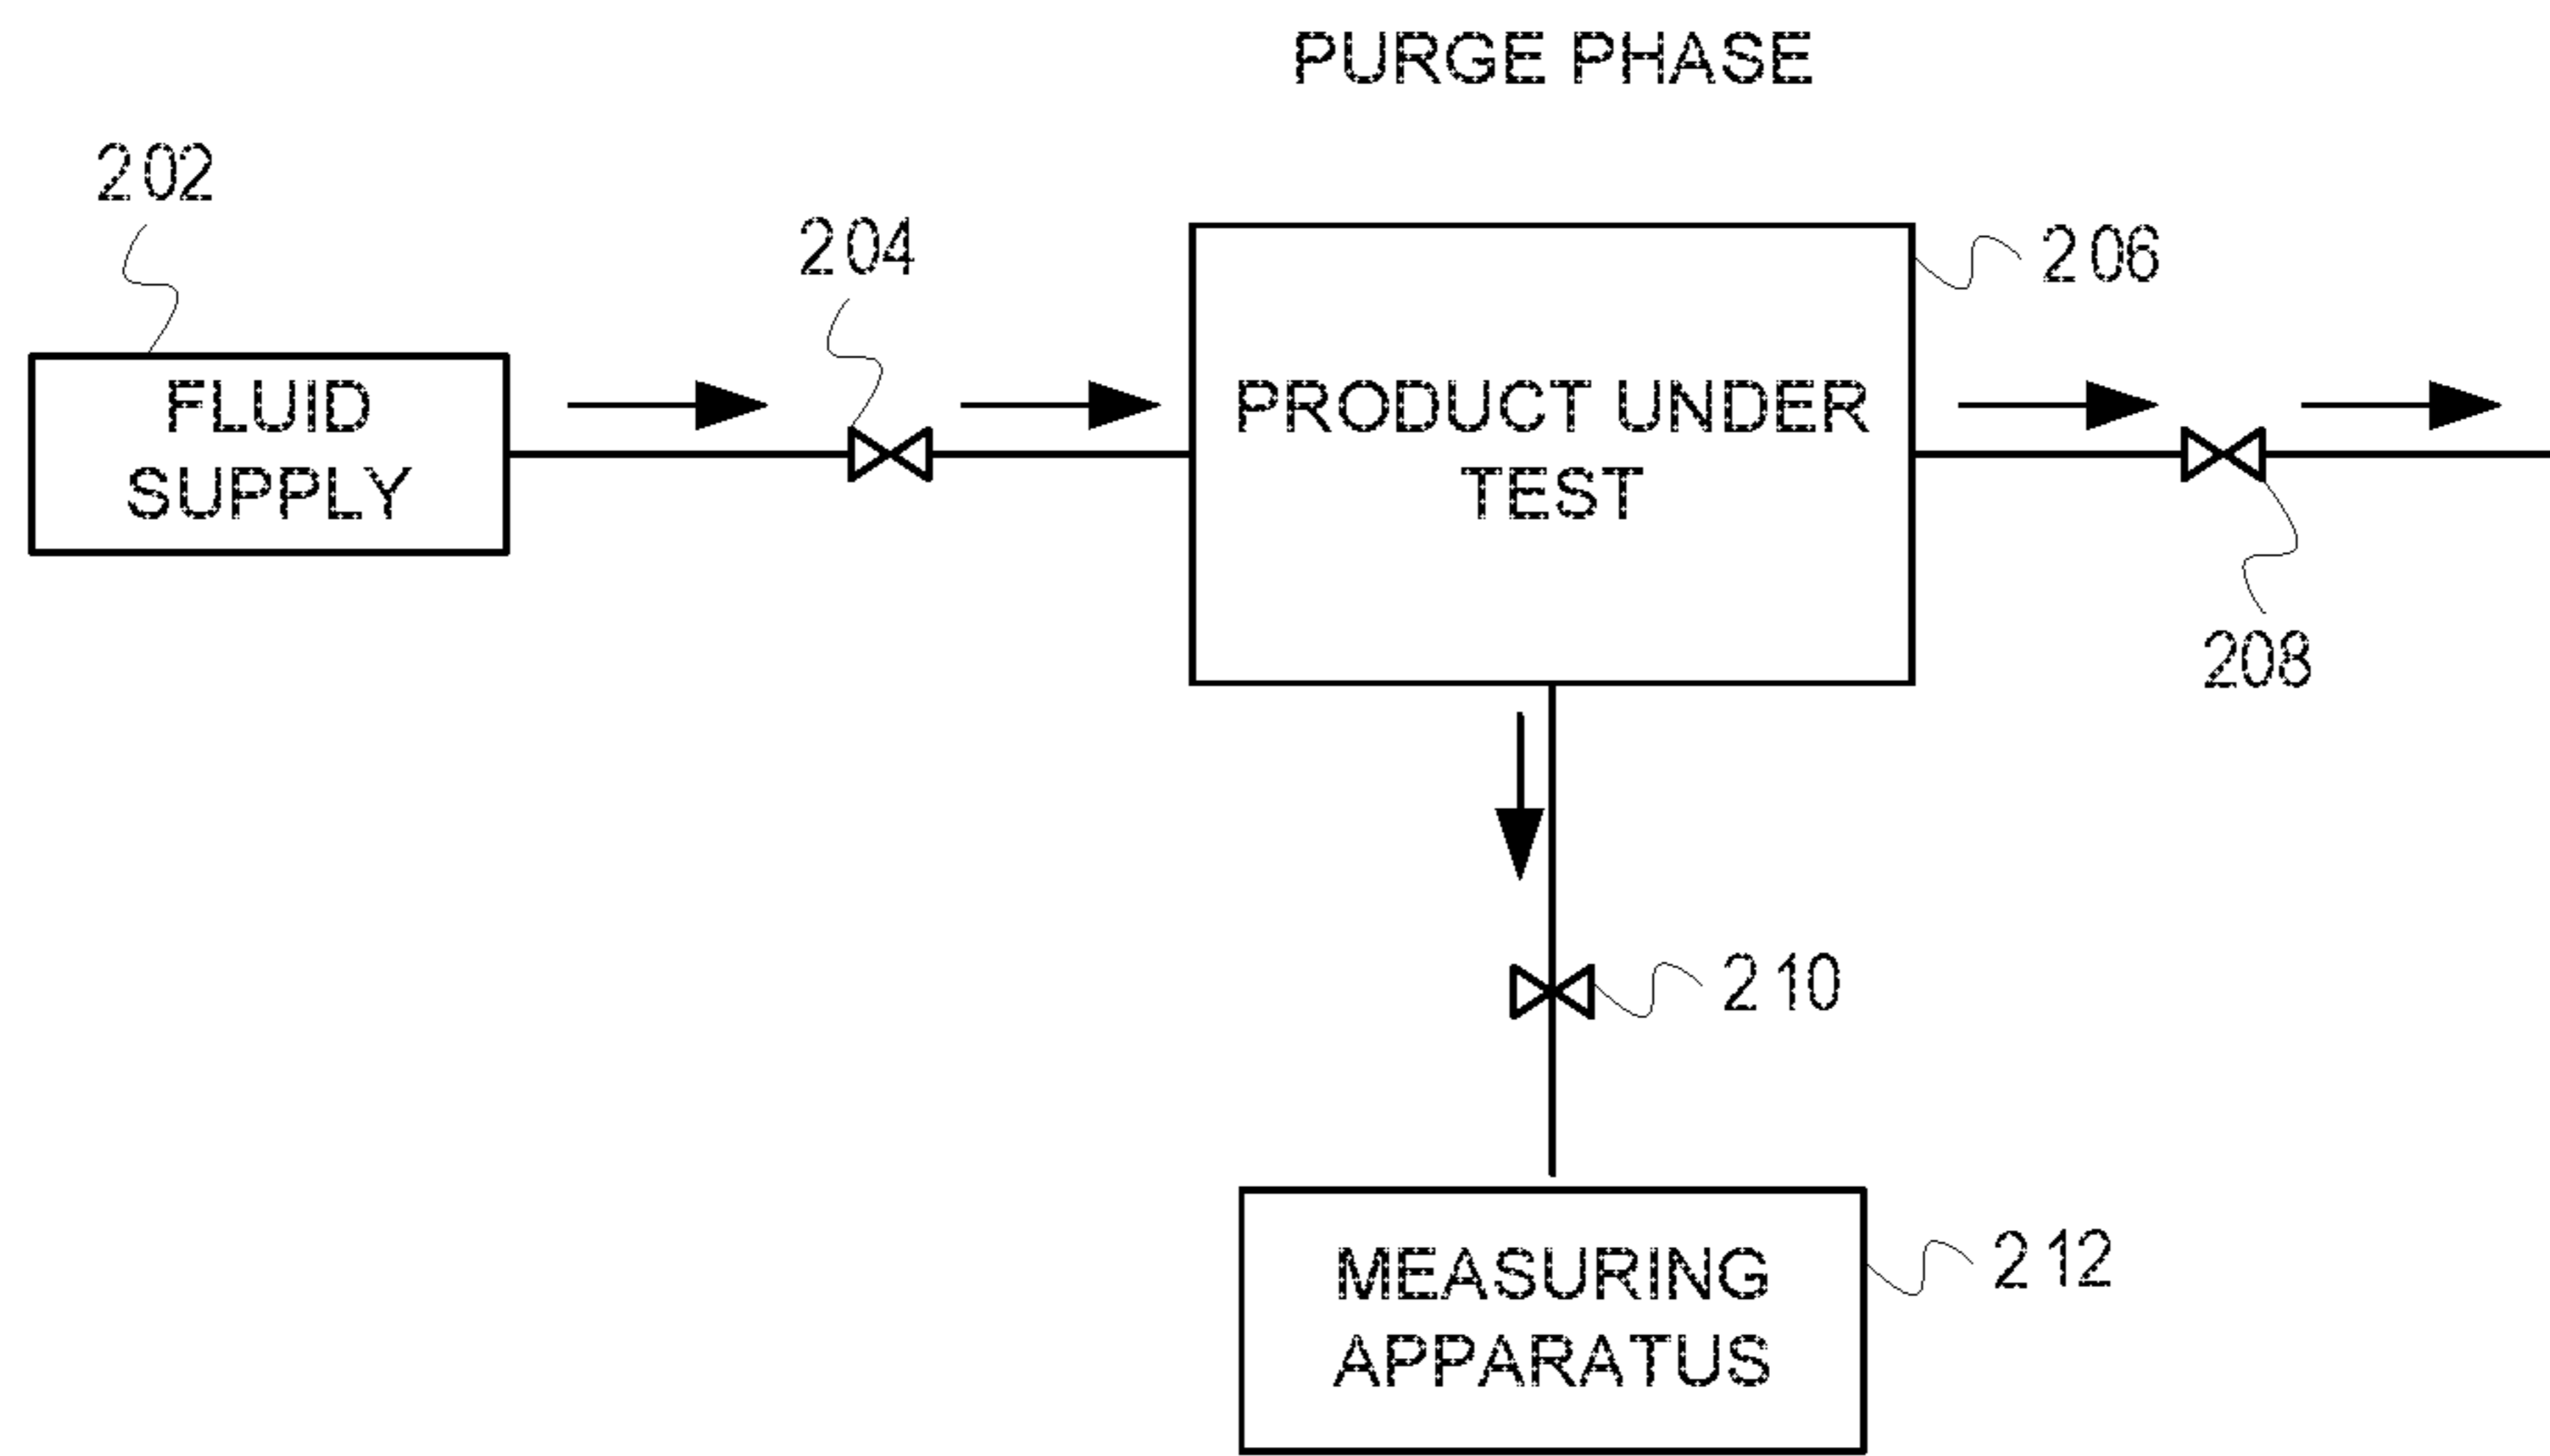 PURGE PHASE
202
204
206
FLUID
SUPPLY
PRODUCT UNDER
TEST
208
210
MEASURING
APPARATUS
212